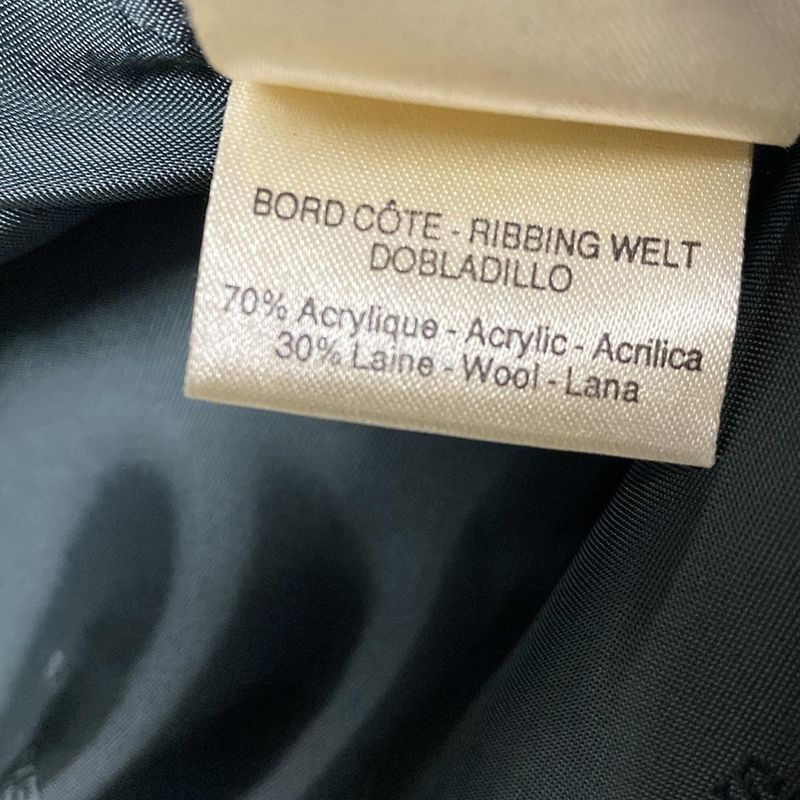 BORD CÔTE - RIBBING WELT
DOBLADILLO
70% Acrylique - Acrylic - Acrilica
30% Laine - Wool - Lana